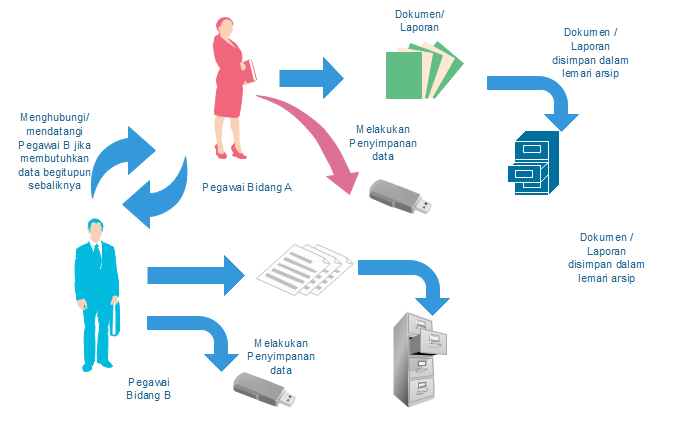 Dokumen/
Laporan
Dokumen /
Laporan
disimpan dalam
lemari arsip
Menghubungi/
mendatangi
Pegawai B jika
membutuhkan
data begitupun
sebaliknya
Melakukan
Penyimpanan
data
Pegawai Bidang A
Dokumen /
Laporan
disimpan dalam
lemari arsip
Melakukan
Penyimpanan
data
Pegawai
Bidang B